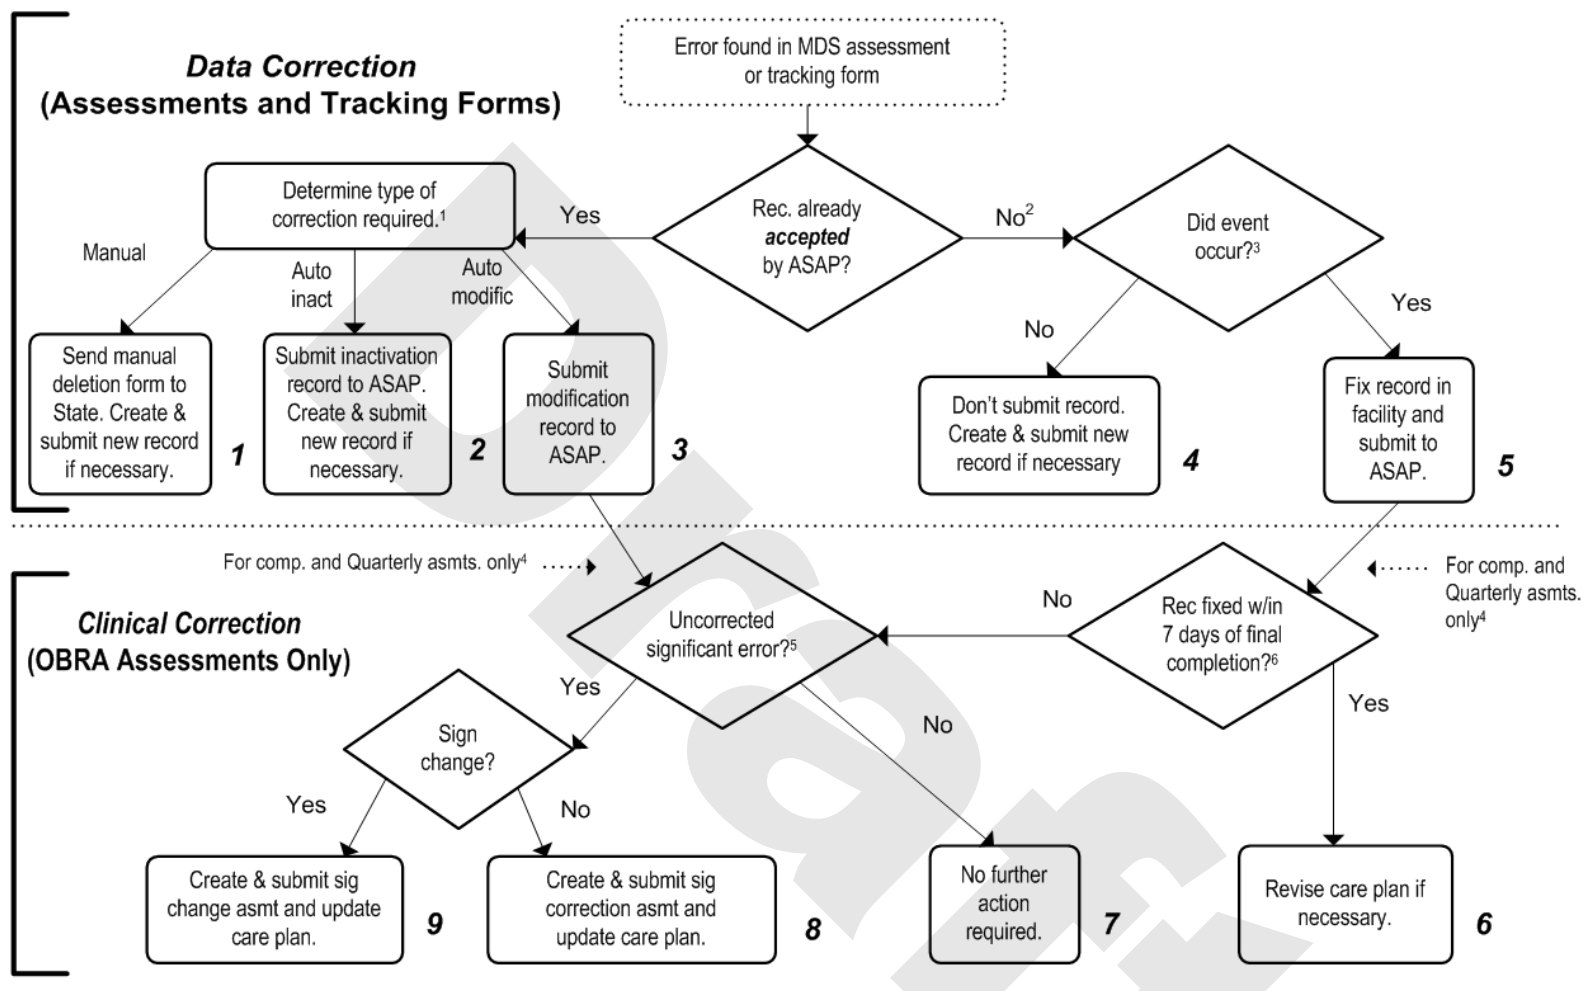 Data Correction
(Assessments and Tracking Forms)
Error found in MDS assessment
or tracking form
Determine type of
correction required.¹
Yes
Rec. already
accepted
by ASAP?
No²
Did event
occur?³
Manual
Auto
inact
Auto
modific
No
Yes
Send manual
deletion form to
State. Create &
submit new record
if necessary.
1
Submit inactivation
record to ASAP.
Create & submit
new record if
necessary.
2
Submit
modification
record to
ASAP.
3
Don't submit record.
Create & submit new
record if necessary
4
Fix record in
facility and
submit to
ASAP.
5
For comp. and Quarterly asmts. only⁴
For comp. and
Quarterly asmts.
only⁴
Clinical Correction
(OBRA Assessments Only)
Uncorrected
significant error?⁵
No
Rec fixed w/in
7 days of final
completion?⁶
Yes
No
Yes
Sign
change?
Yes
No
Create & submit sig
change asmt and update
care plan.
9
Create & submit sig
correction asmt and
update care plan.
8
No further
action
required.
7
Revise care plan if
necessary.
6
Draft